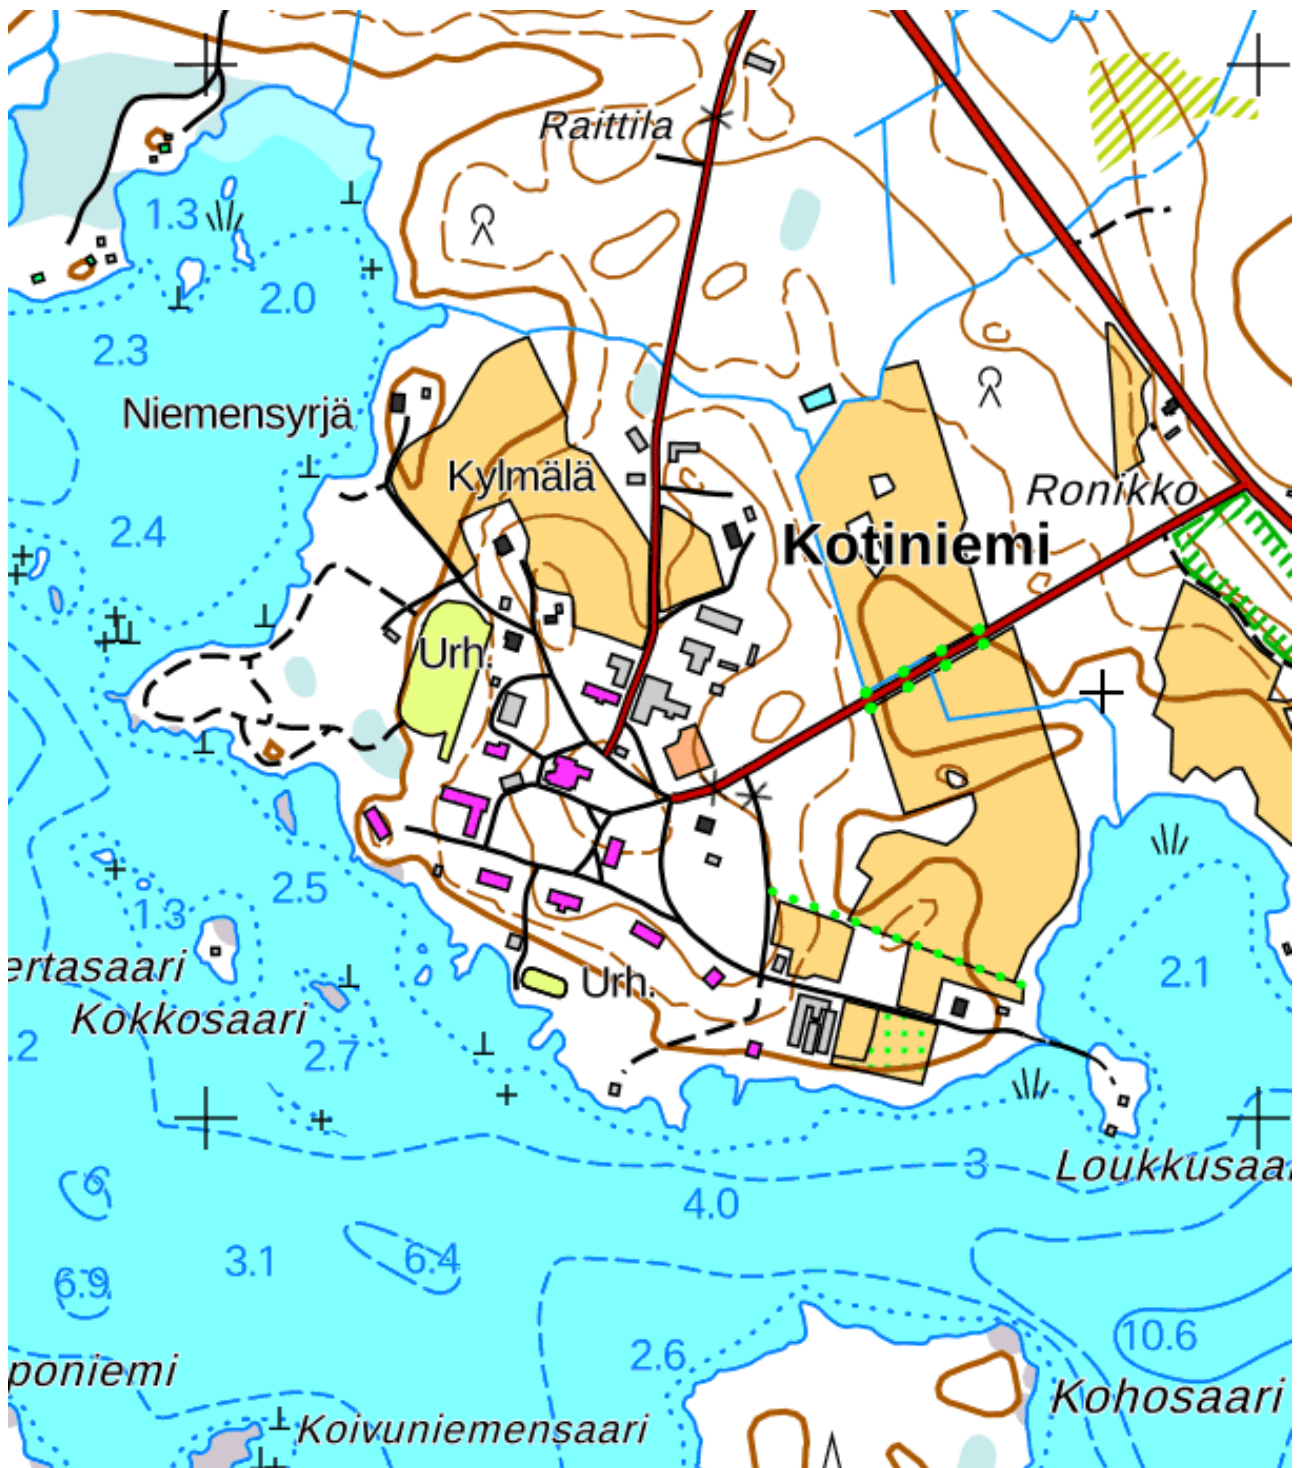 Raittila
1.3
2.0
2.3
Niemensyrjä
Kylmälä
Ronikko
2.4
Kotiniemi
Urh.
2.5
1.3
ertasaari
2.1
Urh.
Kokkosaari
.2
2.7
3
Loukkusaa
6
4.0
3.1
6.4
6.9
10.6
2.6
poniemi
Kohosaari
Koivuniemensaari